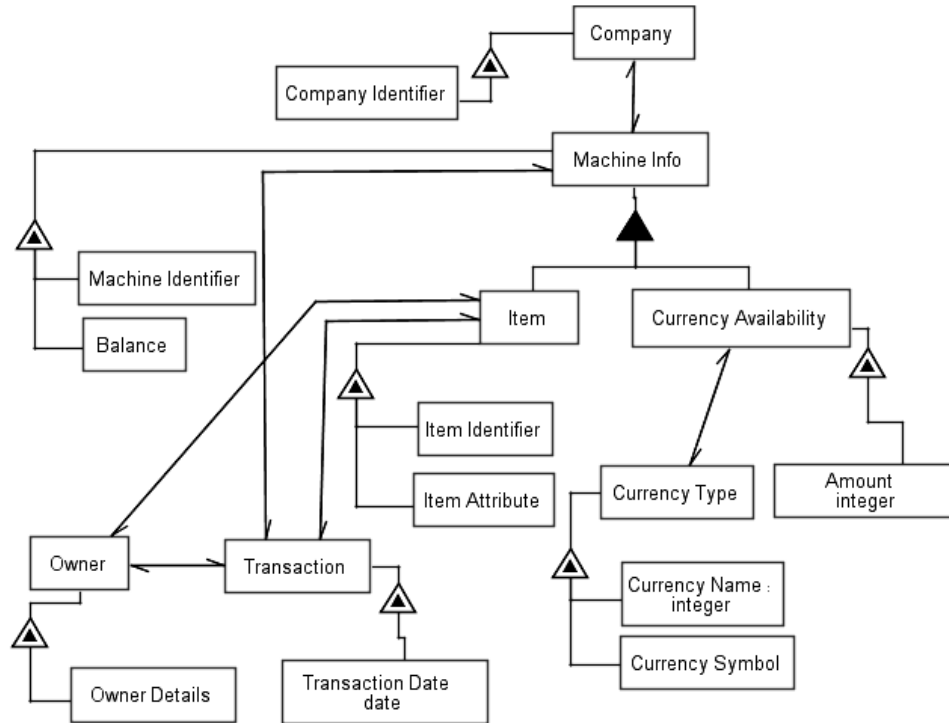 Company
Company Identifier
Machine Info
Machine Identifier
Item
Currency Availability
Balance
Item Identifier
Currency Type
Amount
integer
Item Attribute
Owner
Transaction
Currency Name :
integer
Currency Symbol
Owner Details
Transaction Date
date